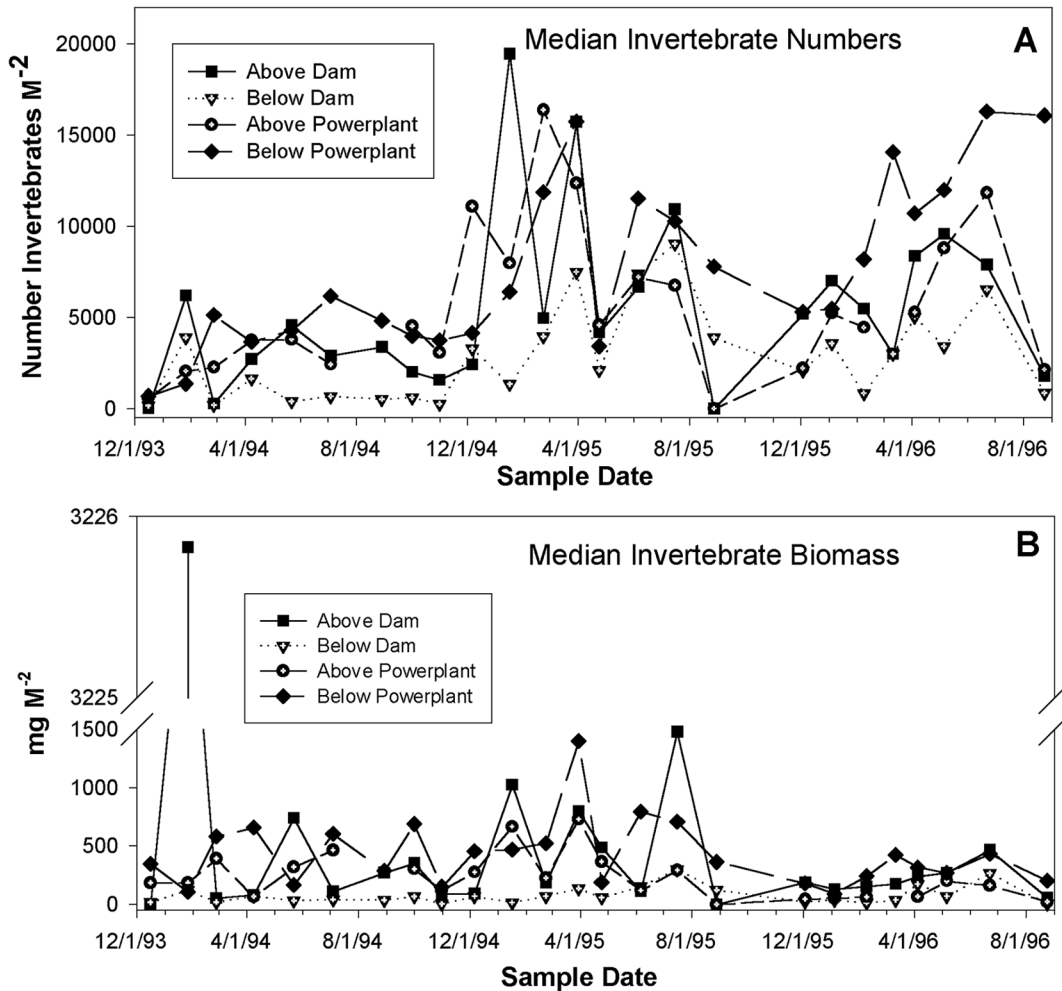 Median Invertebrate Numbers
A
Above Dam
Below Dam
Above Powerplant
Below Powerplant
Number Invertebrates M⁻²
20000
15000
10000
5000
0
12/1/93 4/1/94 8/1/94 12/1/94 4/1/95 8/1/95 12/1/95 4/1/96 8/1/96
Sample Date
Median Invertebrate Biomass
B
Above Dam
Below Dam
Above Powerplant
Below Powerplant
mg M⁻²
3226
3225
1500
1000
500
0
12/1/93 4/1/94 8/1/94 12/1/94 4/1/95 8/1/95 12/1/95 4/1/96 8/1/96
Sample Date